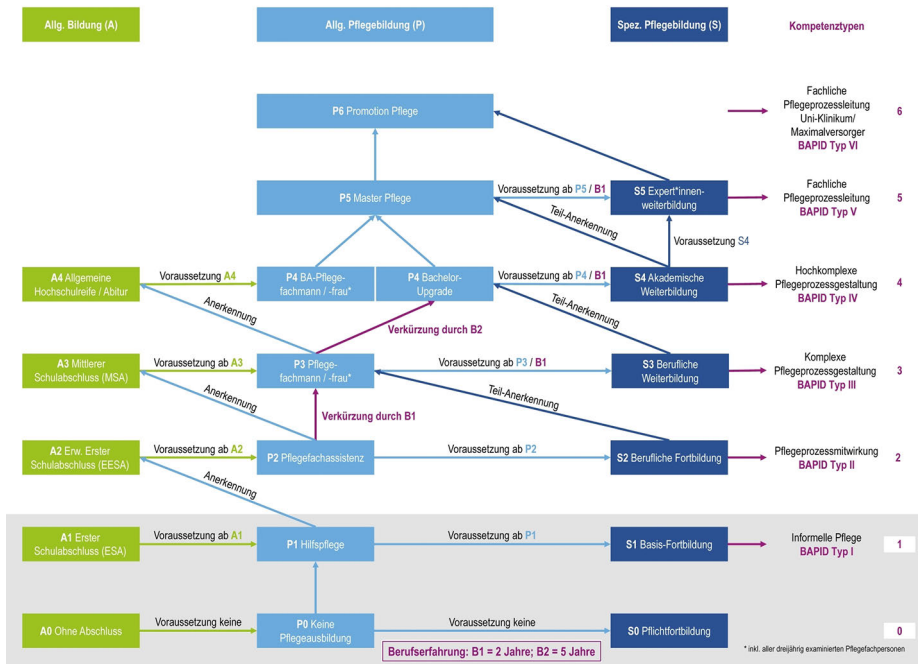 Allg. Bildung (A)
Allg. Pflegebildung (P)
Spez. Pflegebildung (S)
Kompetenztypen
P6 Promotion Pflege
Fachliche
Pflegeprozessleitung
Uni-Klinikum/
Maximalversorger
BAPID Typ VI
6
P5 Master Pflege
Voraussetzung ab P5 / B1
S5 Expert*innen-
weiterbildung
Fachliche
Pflegeprozessleitung
BAPID Typ V
5
Teil-Anerkennung
Voraussetzung S4
A4 Allgemeine
Hochschulreife / Abitur
Voraussetzung A4
P4 BA-Pflege-
fachmann / -frau*
P4 Bachelor-
Upgrade
Voraussetzung ab P4 / B1
S4 Akademische
Weiterbildung
Hochkomplexe
Pflegeprozessgestaltung
BAPID Typ IV
4
Anerkennung
Verkürzung durch B2
Teil-Anerkennung
A3 Mittlerer
Schulabschluss (MSA)
Voraussetzung ab A3
P3 Pflege-
fachmann / -frau*
Voraussetzung ab P3 / B1
S3 Berufliche
Weiterbildung
Komplexe
Pflegeprozessgestaltung
BAPID Typ III
3
Anerkennung
Verkürzung durch B1
Teil-Anerkennung
A2 Erw. Erster
Schulabschluss (EESA)
Voraussetzung ab A2
P2 Pflegefachassistenz
Voraussetzung ab P2
S2 Berufliche Fortbildung
Pflegeprozessmitwirkung
BAPID Typ II
2
Anerkennung
A1 Erster
Schulabschluss (ESA)
Voraussetzung ab A1
P1 Hilfspflege
Voraussetzung ab P1
S1 Basis-Fortbildung
Informelle Pflege
BAPID Typ I
1
A0 Ohne Abschluss
Voraussetzung keine
P0 Keine
Pflegeausbildung
Voraussetzung keine
S0 Pflichtfortbildung
0
Berufserfahrung: B1 = 2 Jahre; B2 = 5 Jahre
* inkl. aller dreijährig examinierten Pflegefachpersonen